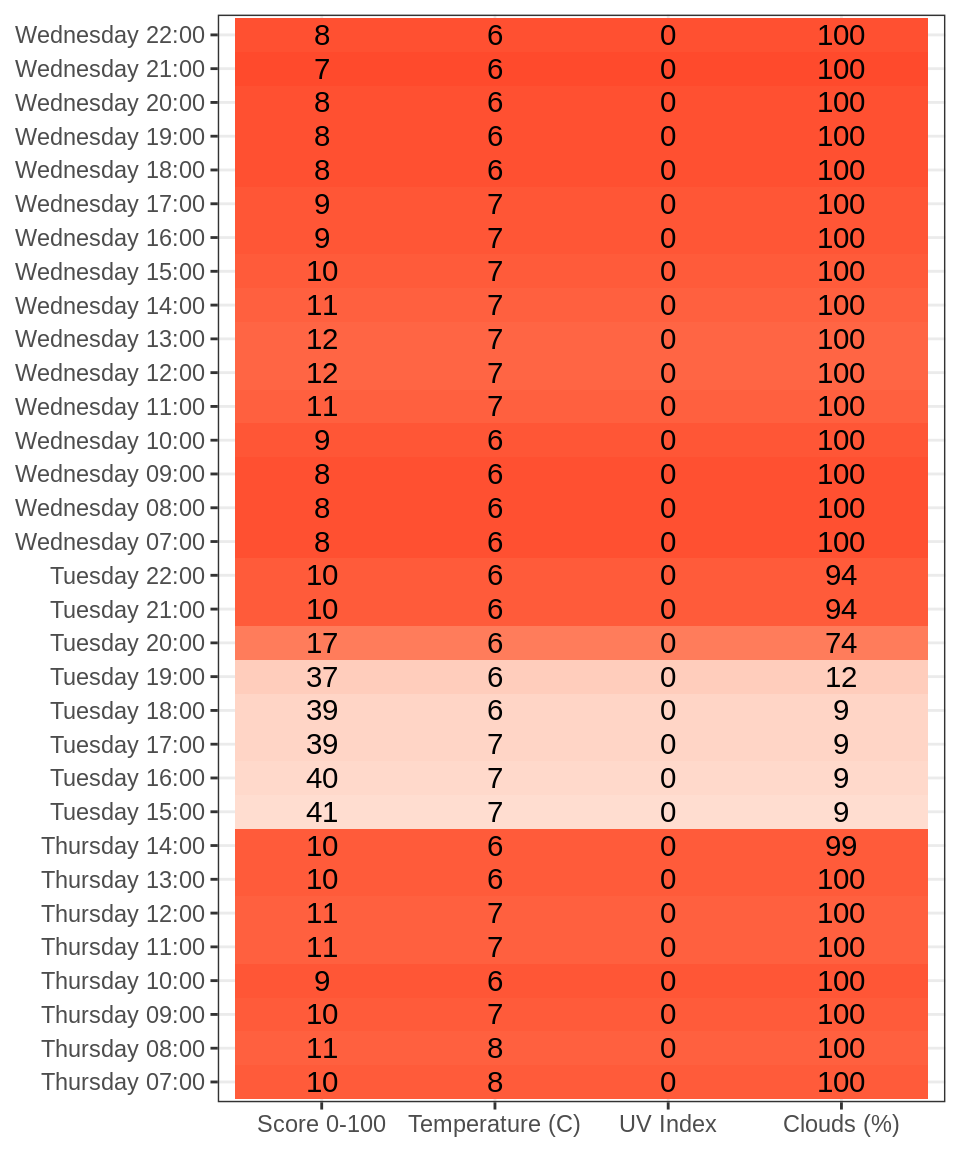 Wednesday 22:00 8 6 0 100
Wednesday 21:00 7 6 0 100
Wednesday 20:00 8 6 0 100
Wednesday 19:00 8 6 0 100
Wednesday 18:00 8 6 0 100
Wednesday 17:00 9 7 0 100
Wednesday 16:00 9 7 0 100
Wednesday 15:00 10 7 0 100
Wednesday 14:00 11 7 0 100
Wednesday 13:00 12 7 0 100
Wednesday 12:00 12 7 0 100
Wednesday 11:00 11 7 0 100
Wednesday 10:00 9 6 0 100
Wednesday 09:00 8 6 0 100
Wednesday 08:00 8 6 0 100
Wednesday 07:00 8 6 0 100
Tuesday 22:00 10 6 0 94
Tuesday 21:00 10 6 0 94
Tuesday 20:00 17 6 0 74
Tuesday 19:00 37 6 0 12
Tuesday 18:00 39 6 0 9
Tuesday 17:00 39 7 0 9
Tuesday 16:00 40 7 0 9
Tuesday 15:00 41 7 0 9
Thursday 14:00 10 6 0 99
Thursday 13:00 10 6 0 100
Thursday 12:00 11 7 0 100
Thursday 11:00 11 7 0 100
Thursday 10:00 9 6 0 100
Thursday 09:00 10 7 0 100
Thursday 08:00 11 8 0 100
Thursday 07:00 10 8 0 100
Score 0-100 Temperature (C) UV Index Clouds (%)